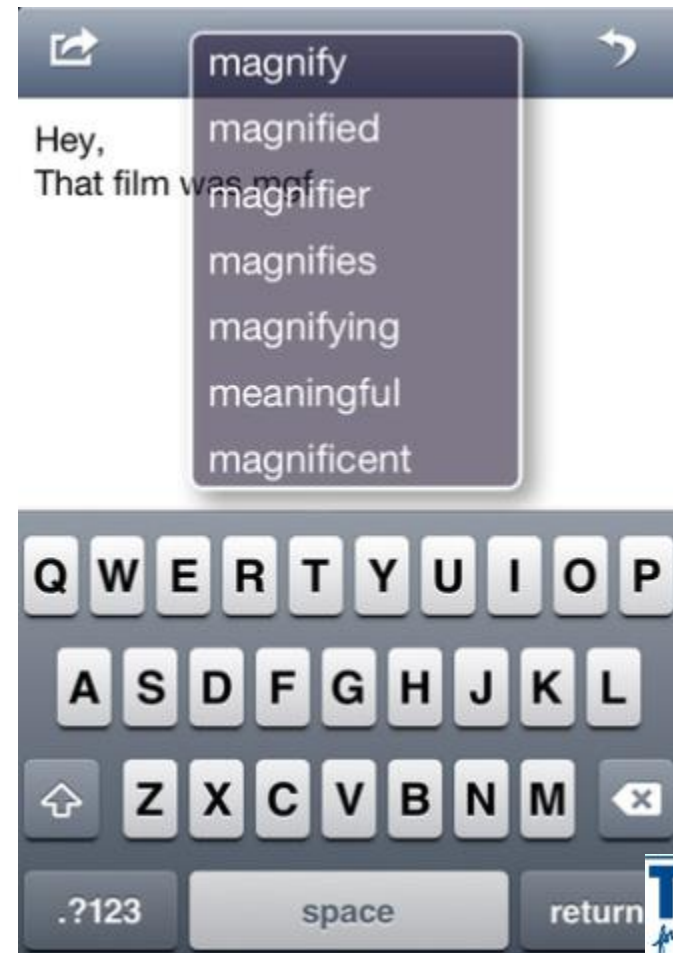 magnify
magnified
Hey,
That film was mgf
magnifier
magnifies
magnifying
meaningful
magnificent
Q W E R T Y U I O P
A S D F G H J K L
Z X C V B N M
.?123 space return